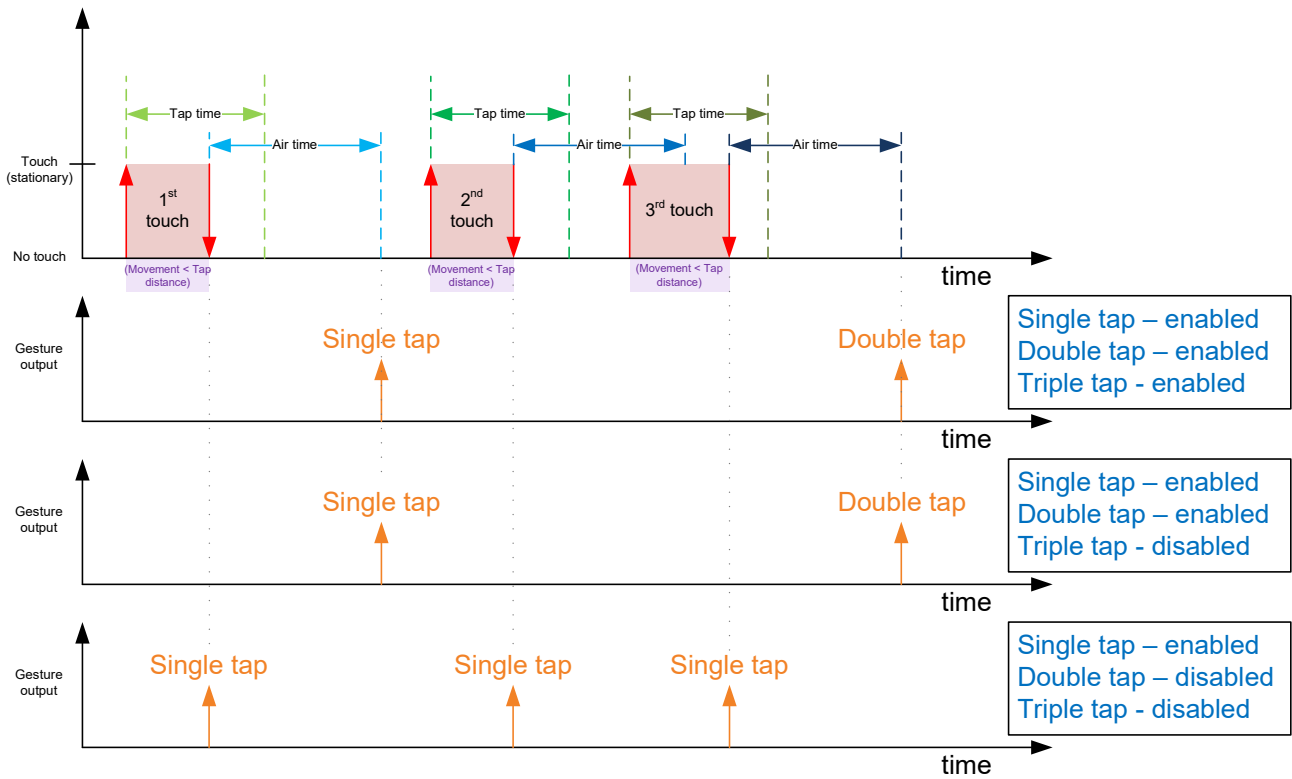 Tap time
Tap time
Tap time
Air time
Air time
Air time
Touch
(stationary)
1st
touch
2nd
touch
3rd touch
No touch
(Movement < Tap
distance)
(Movement < Tap
distance)
(Movement < Tap
distance)
time
Gesture
output
Single tap
Double tap
time
Single tap – enabled
Double tap – enabled
Triple tap - enabled
Gesture
output
Single tap
Double tap
time
Single tap – enabled
Double tap – enabled
Triple tap - disabled
Gesture
output
Single tap
Single tap
Single tap
time
Single tap – enabled
Double tap – disabled
Triple tap - disabled